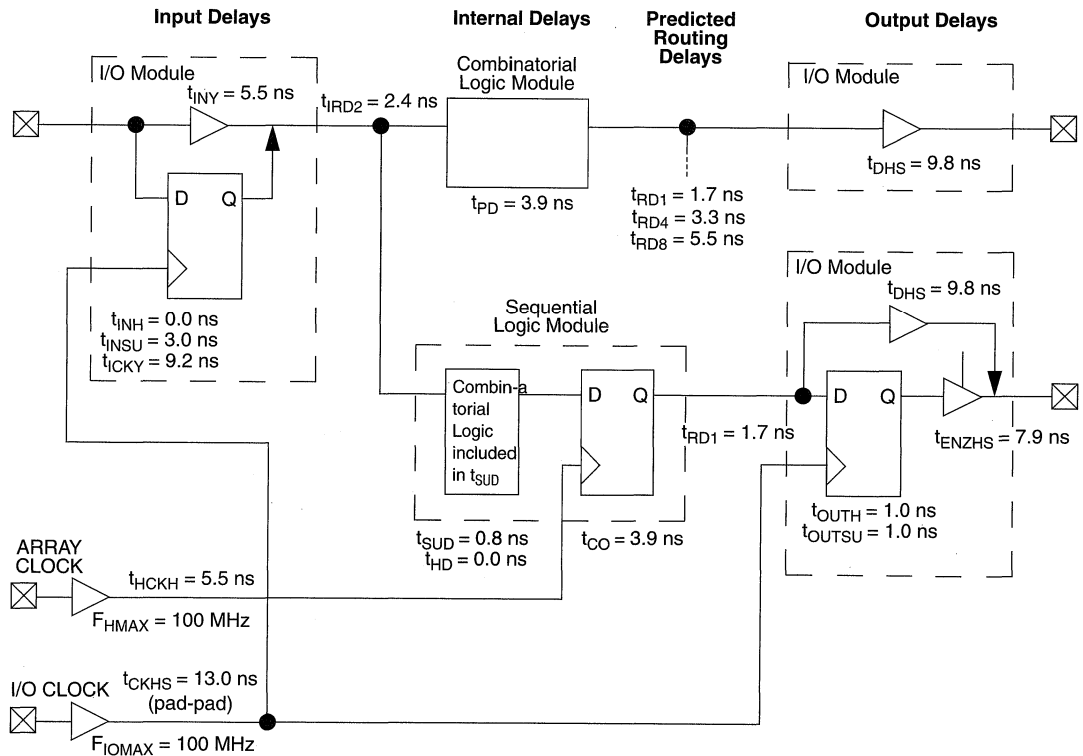 Input Delays
Internal Delays
Predicted
Routing
Delays
Output Delays
I/O Module
tINY = 5.5 ns
tIRD2 = 2.4 ns
Combinatorial
Logic Module
I/O Module
D Q
tPD = 3.9 ns
tRD1 = 1.7 ns
tRD4 = 3.3 ns
tRD8 = 5.5 ns
tDHS = 9.8 ns
tINH = 0.0 ns
tINSU = 3.0 ns
tICKY = 9.2 ns
Sequential
Logic Module
I/O Module
tDHS = 9.8 ns
Combin-a
torial
Logic
included
in tSUD
D Q
tRD1 = 1.7 ns
D Q
tENZHS = 7.9 ns
tSUD = 0.8 ns
tHD = 0.0 ns
tCO = 3.9 ns
tOUTH = 1.0 ns
tOUTSU = 1.0 ns
ARRAY
CLOCK
tHCKH = 5.5 ns
FHMAX = 100 MHz
I/O CLOCK
tCKHS = 13.0 ns
(pad-pad)
FIOMAX = 100 MHz